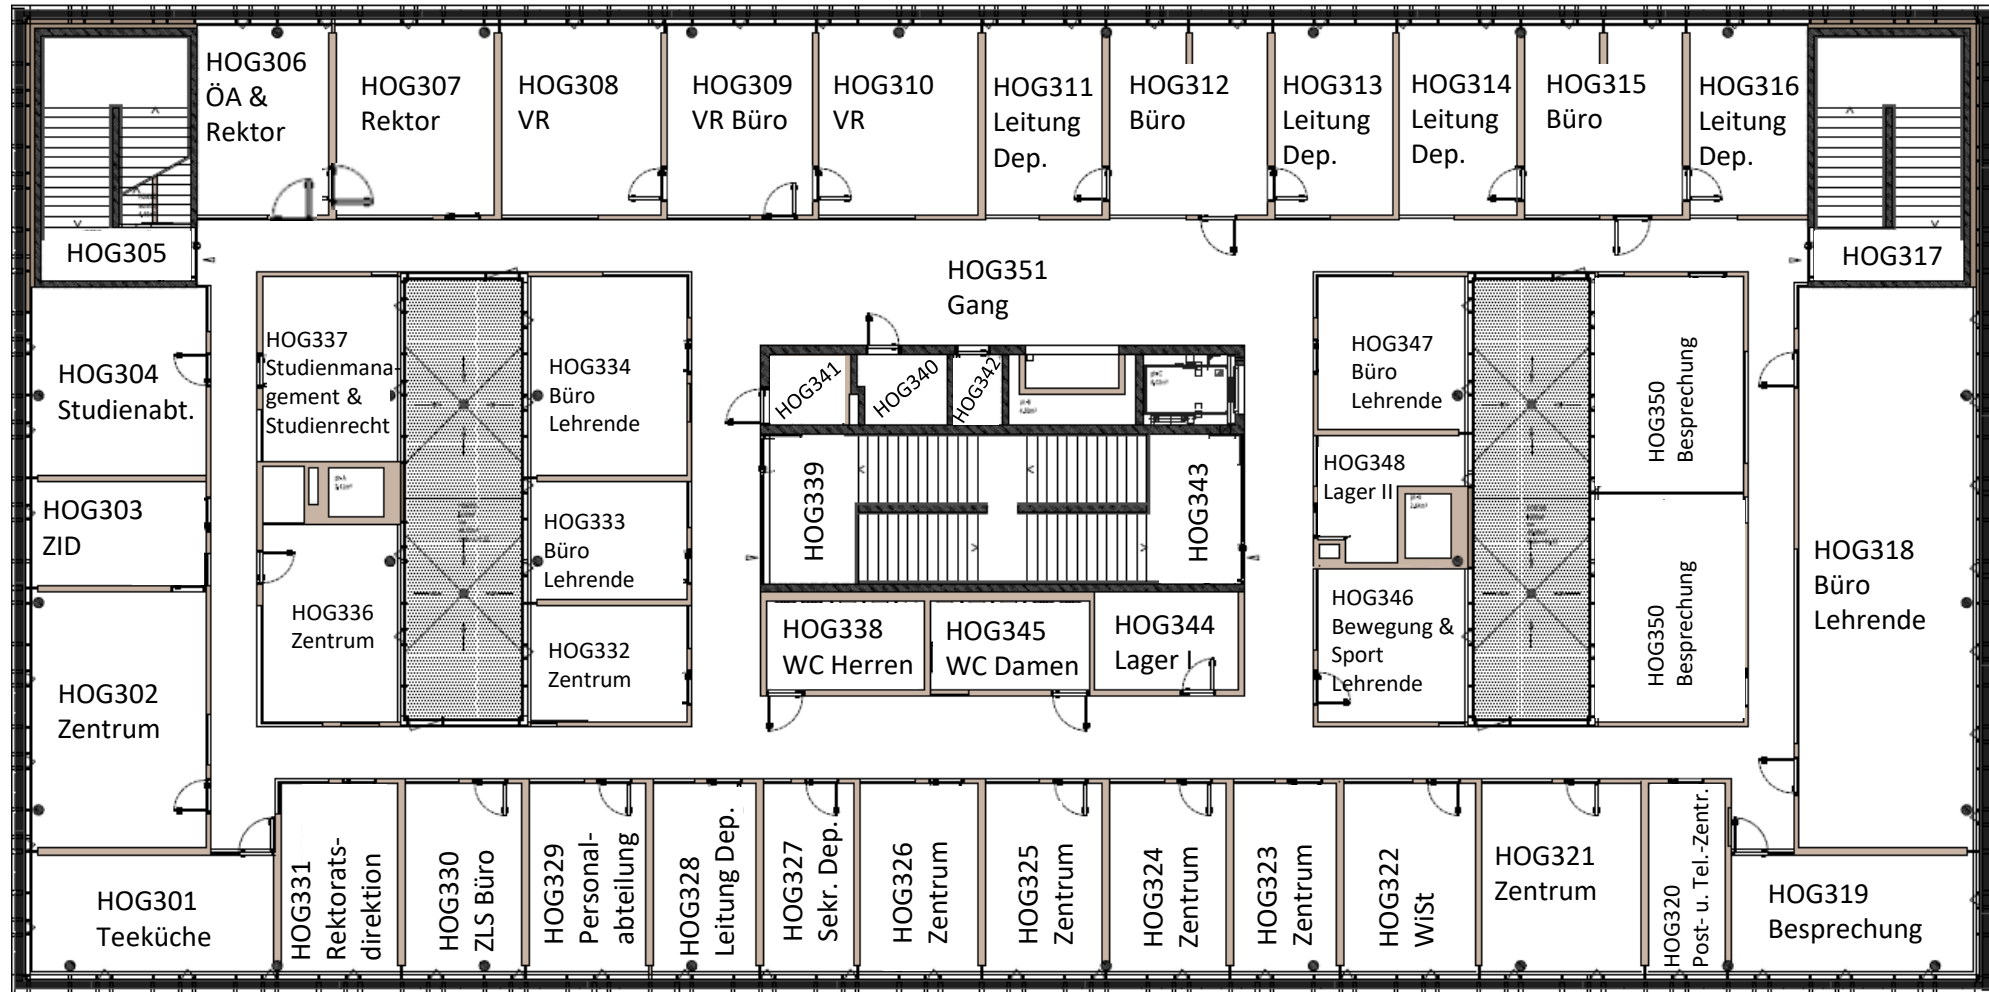 HOG306
ÖA &
Rektor
HOG307
Rektor
HOG308
VR
HOG309
VR Büro
HOG310
VR
HOG311
Leitung
Dep.
HOG312
Büro
HOG313
Leitung
Dep.
HOG314
Leitung
Dep.
HOG315
Büro
HOG316
Leitung
Dep.
HOG305
HOG317
HOG351
Gang
HOG304
Studienabt.
HOG337
Studienmana-
gement &
Studienrecht
HOG334
Büro
Lehrende
HOG341
HOG340
HOG342
HOG347
Büro
Lehrende
HOG350
Besprechung
HOG303
ZID
HOG333
Büro
Lehrende
HOG339
HOG343
HOG348
Lager II
HOG318
Büro
Lehrende
HOG302
Zentrum
HOG336
Zentrum
HOG332
Zentrum
HOG338
WC Herren
HOG345
WC Damen
HOG344
Lager I
HOG346
Bewegung &
Sport
Lehrende
HOG350
Besprechung
HOG301
Teeküche
HOG331
Rektorats-
direktion
HOG330
ZLS Büro
HOG329
Personal-
abteilung
HOG328
Leitung Dep.
HOG327
Sekr. Dep.
HOG326
Zentrum
HOG325
Zentrum
HOG324
Zentrum
HOG323
Zentrum
HOG322
WiSt
HOG321
Zentrum
HOG320
Post- u. Tel.-Zentr.
HOG319
Besprechung